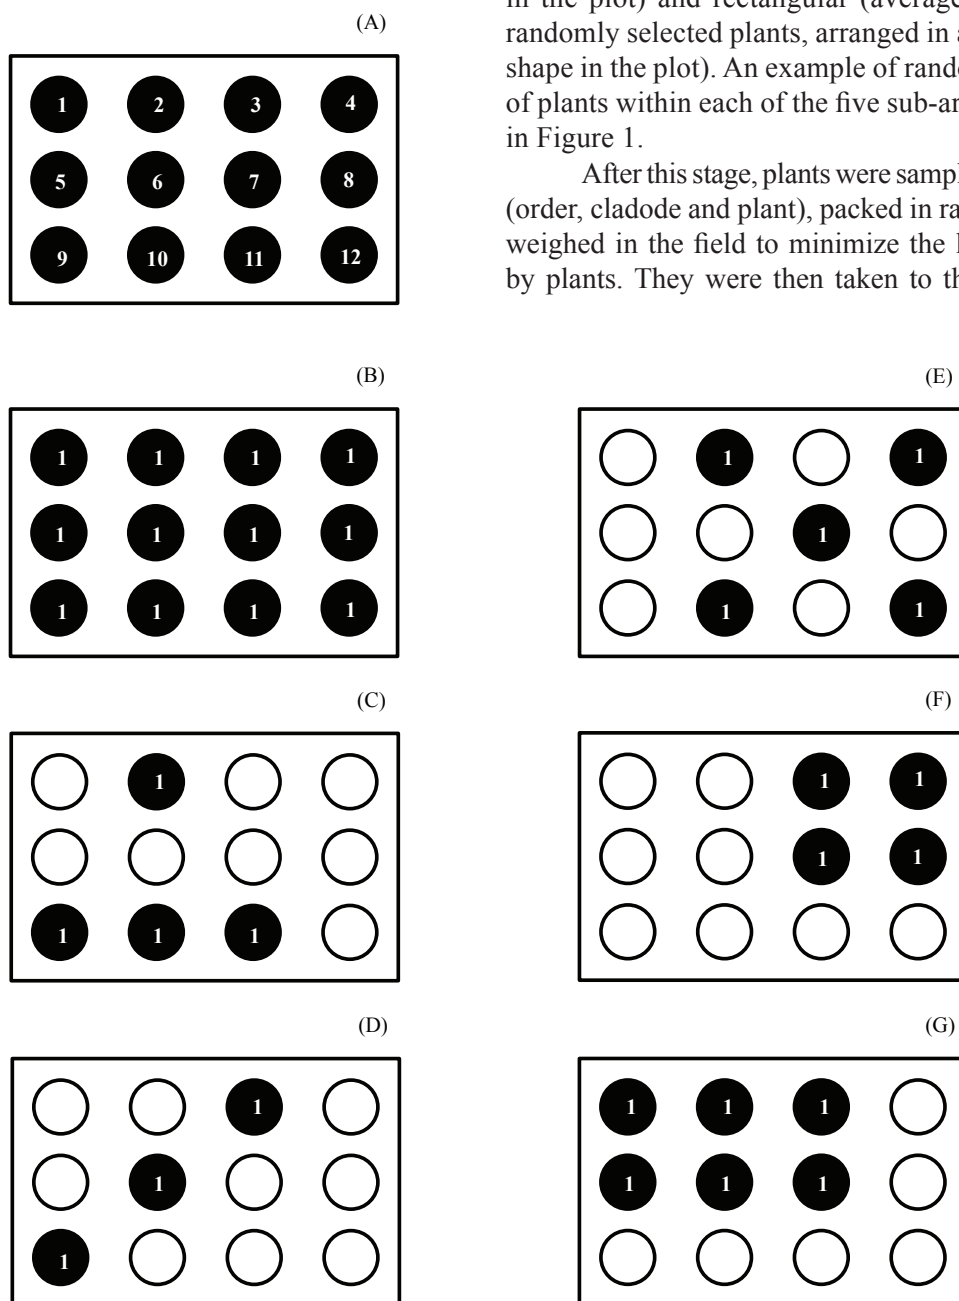 (A)
1 2 3 4
5 6 7 8
9 10 11 12
in the plot) and rectangular (average
randomly selected plants, arranged in a
shape in the plot). An example of rando
of plants within each of the five sub-ar
in Figure 1.
After this stage, plants were sampl
(order, cladode and plant), packed in ra
weighed in the field to minimize the l
by plants. They were then taken to th
(B)
1 1 1 1
1 1 1 1
1 1 1 1
(C)
1
1 1 1
(D)
1
1
1
(E)
1 1
1
1 1
(F)
1 1
1 1
(G)
1 1 1
1 1 1